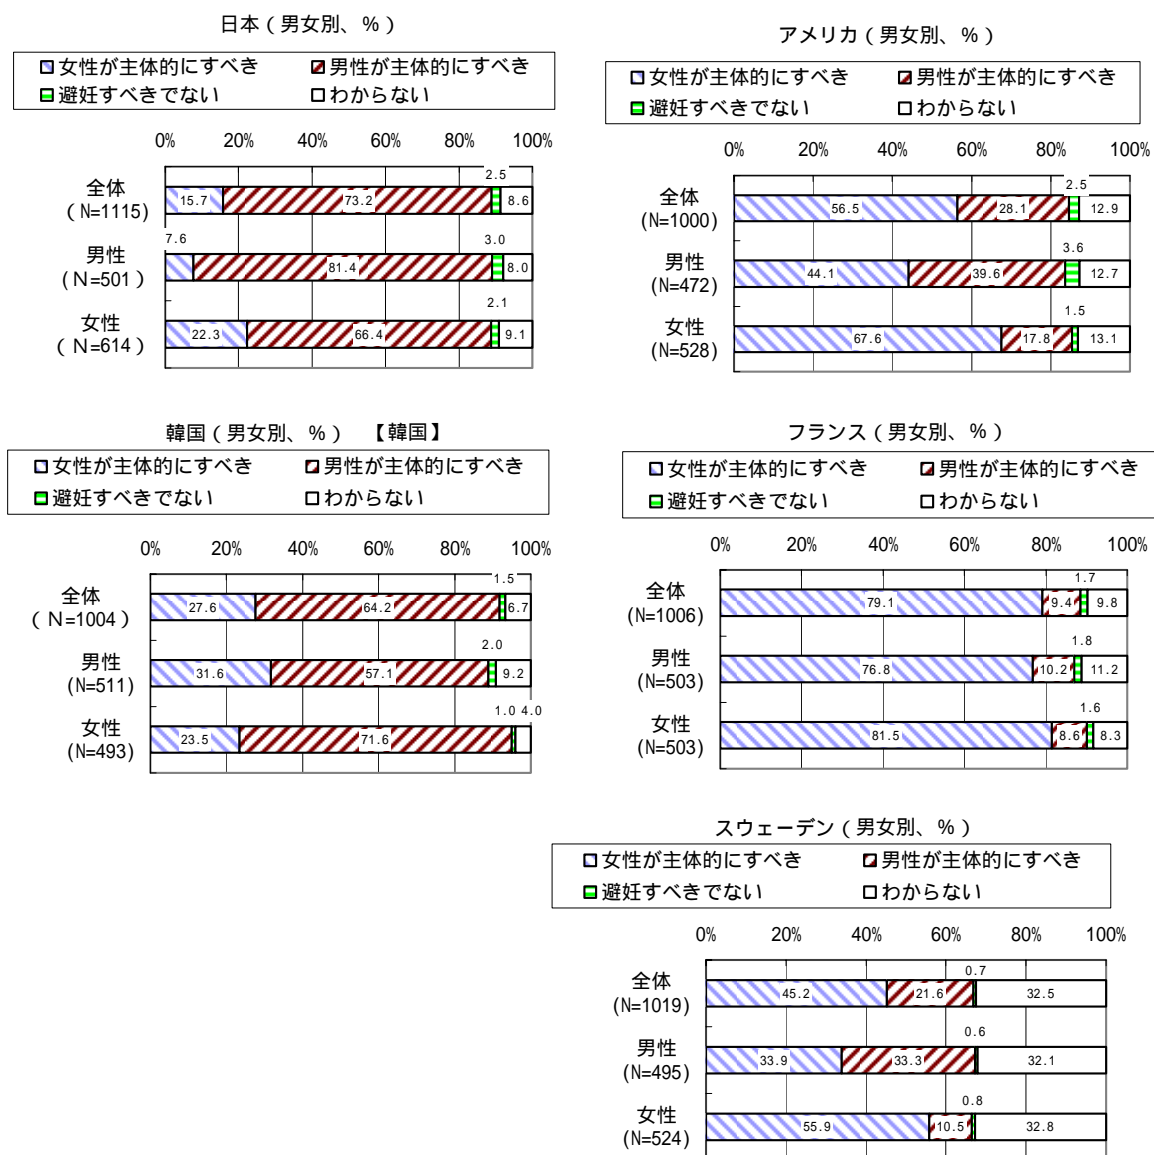 日本（男女別、％）
女性が主体的にすべき 男性が主体的にすべき
避妊すべきでない わからない
0% 20% 40% 60% 80% 100%
2.5
全体
（Ｎ=1115)
15.7 73.2 8.6
7.6 3.0
男性
(Ｎ=501)
81.4 8.0
2.1
女性
（Ｎ=614)
22.3 66.4 9.1
アメリカ（男女別、％）
女性が主体的にすべき 男性が主体的にすべき
避妊すべきでない わからない
0% 20% 40% 60% 80% 100%
2.5
全体
(N=1000)
56.5 28.1 12.9
3.6
男性
(N=472)
44.1 39.6 12.7
1.5
女性
(N=528)
67.6 17.8 13.1
韓国（男女別、％） 【韓国】
女性が主体的にすべき 男性が主体的にすべき
避妊すべきでない わからない
0% 20% 40% 60% 80% 100%
1.5
全体
（Ｎ=1004）
27.6 64.2 6.7
2.0
男性
(N=511)
31.6 57.1 9.2
1.0 4.0
女性
(N=493)
23.5 71.6
フランス（男女別、％）
女性が主体的にすべき 男性が主体的にすべき
避妊すべきでない わからない
0% 20% 40% 60% 80% 100%
1.7
全体
(N=1006)
79.1 9.4 9.8
1.8
男性
(N=503)
76.8 10.2 11.2
1.6
女性
(N=503)
81.5 8.6 8.3
スウェーデン（男女別、％）
女性が主体的にすべき 男性が主体的にすべき
避妊すべきでない わからない
0% 20% 40% 60% 80% 100%
0.7
全体
(N=1019)
45.2 21.6 32.5
0.6
男性
(N=495)
33.9 33.3 32.1
0.8
女性
(N=524)
55.9 10.5 32.8